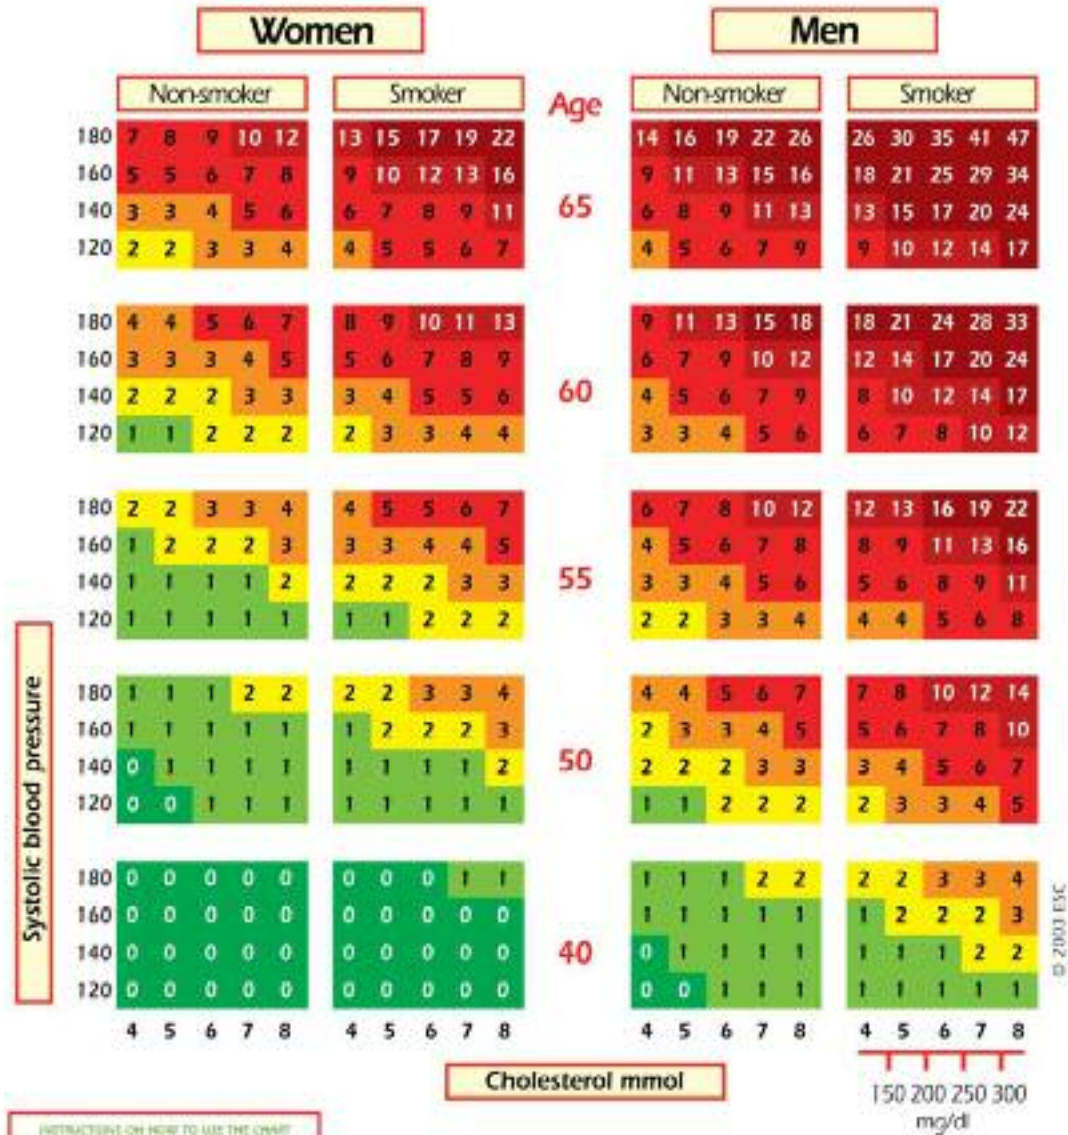 Women Men
Non-smoker Smoker Age Non-smoker Smoker
180 7 8 9 10 12 13 15 17 19 22 14 16 19 22 26 26 30 35 41 47
160 5 5 6 7 8 9 10 12 13 16 9 11 13 15 16 18 21 25 29 34
140 3 3 4 5 6 6 7 8 9 11 65 6 8 9 11 13 13 15 17 20 24
120 2 2 3 3 4 4 5 5 6 7 4 5 6 7 9 9 10 12 14 17
180 4 4 5 6 7 8 9 10 11 13 9 11 13 15 18 18 21 24 28 33
160 3 3 3 4 5 5 6 7 8 9 6 7 9 10 12 12 14 17 20 24
140 2 2 2 3 3 3 4 5 5 6 60 4 5 6 7 9 8 10 12 14 17
120 1 1 2 2 2 2 3 3 4 4 3 3 4 5 6 6 7 8 10 12
180 2 2 3 3 4 4 5 5 6 7 6 7 8 10 12 12 13 16 19 22
160 1 2 2 2 3 3 3 4 4 5 4 5 6 7 8 8 9 11 13 16
140 1 1 1 1 2 2 2 2 3 3 55 3 3 4 5 6 5 6 8 9 11
120 1 1 1 1 1 1 1 2 2 2 2 2 3 3 4 4 4 5 6 8
180 1 1 1 2 2 2 2 3 3 4 4 4 5 6 7 7 8 10 12 14
160 1 1 1 1 1 1 2 2 2 3 2 3 3 4 5 5 6 7 8 10
140 0 1 1 1 1 1 1 1 1 2 50 2 2 2 3 3 3 4 5 6 7
120 0 0 1 1 1 1 1 1 1 1 1 1 2 2 2 2 3 3 4 5
180 0 0 0 0 0 0 0 0 1 1 1 1 1 2 2 2 2 3 3 4
160 0 0 0 0 0 0 0 0 0 0 1 1 1 1 1 1 2 2 2 3
140 0 0 0 0 0 0 0 0 0 0 40 0 1 1 1 1 1 1 1 2 2
120 0 0 0 0 0 0 0 0 0 0 0 0 1 1 1 1 1 1 1 1
4 5 6 7 8 4 5 6 7 8 4 5 6 7 8 4 5 6 7 8
Systolic blood pressure
© 2003 ESC
Cholesterol mmol
150 200 250 300
mg/dl
INSTRUCTIONS ON HOW TO USE THE CHART